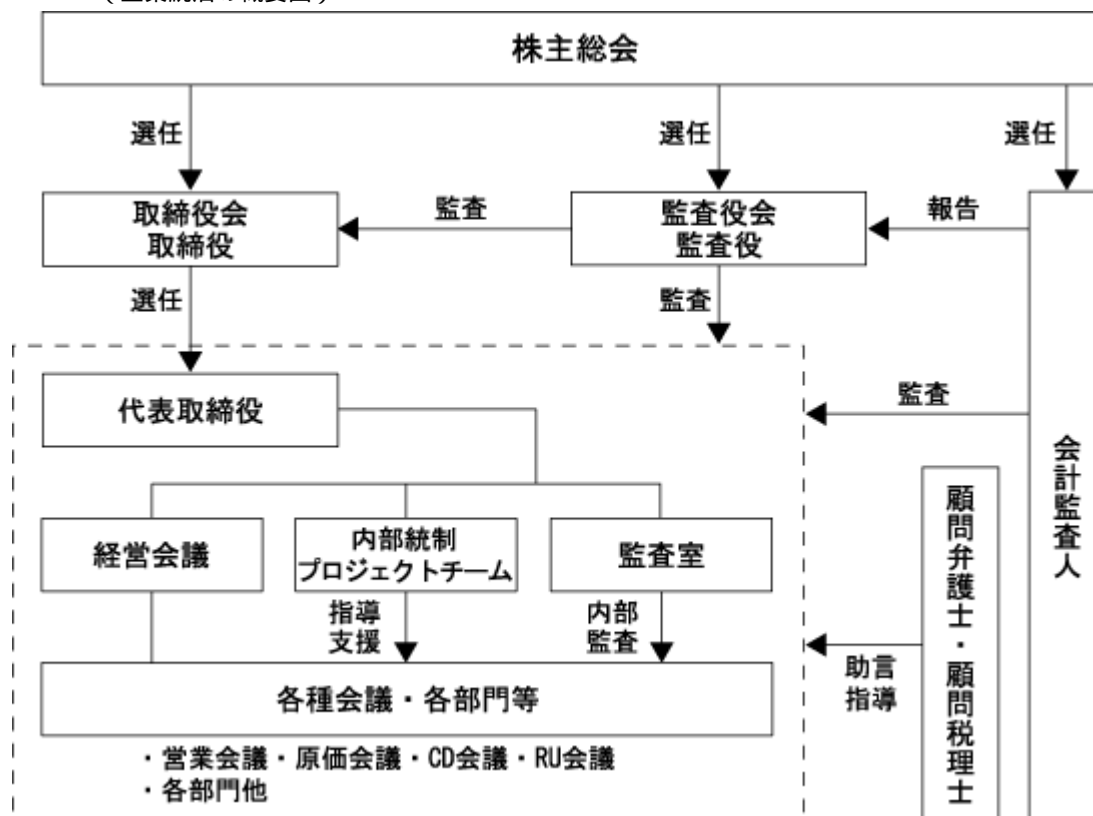 株主総会
選任
選任
選任
取締役会
取締役
監査
監査役会
監査役
報告
選任
監査
代表取締役
監査
会計監査人
経営会議
内部統制
プロジェクトチーム
監査室
顧問弁護士・顧問税理士
指導
支援
内部
監査
助言
指導
各種会議・各部門等
・営業会議・原価会議・CD会議・RU会議
・各部門他